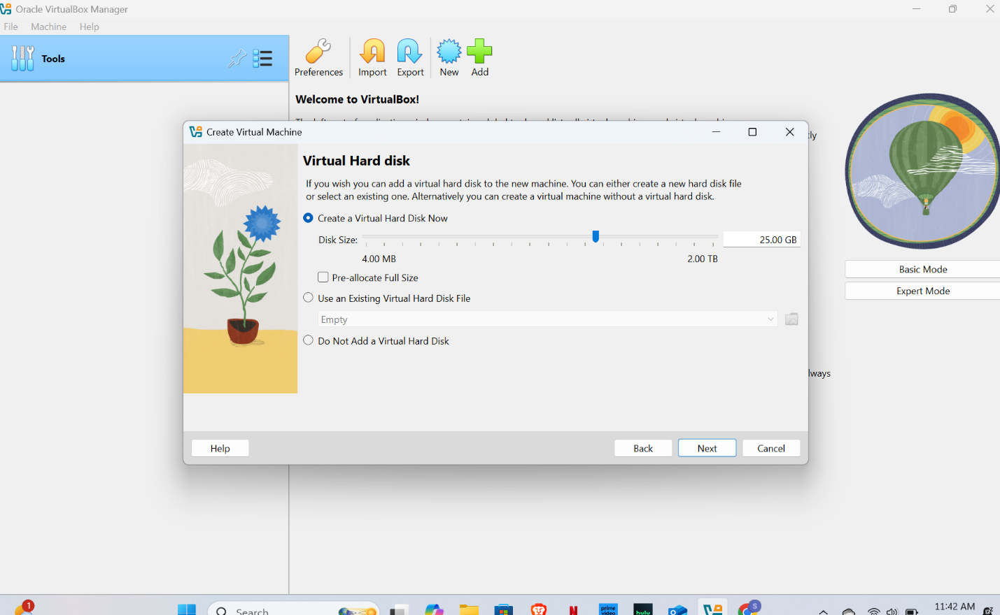 Oracle VirtualBox Manager
File Machine Help
Tools
Preferences Import Export New Add
Welcome to VirtualBox!
Create Virtual Machine
tly
Virtual Hard disk
If you wish you can add a virtual hard disk to the new machine. You can either create a new hard disk file
or select an existing one. Alternatively you can create a virtual machine without a virtual hard disk.
Create a Virtual Hard Disk Now
Disk Size: 25.00 GB
4.00 MB 2.00 TB
Pre-allocate Full Size
Use an Existing Virtual Hard Disk File
Empty
Do Not Add a Virtual Hard Disk
Basic Mode
Expert Mode
lways
Help Back Next Cancel
1
Search
N
prime
video
hulu
S
11:42 AM